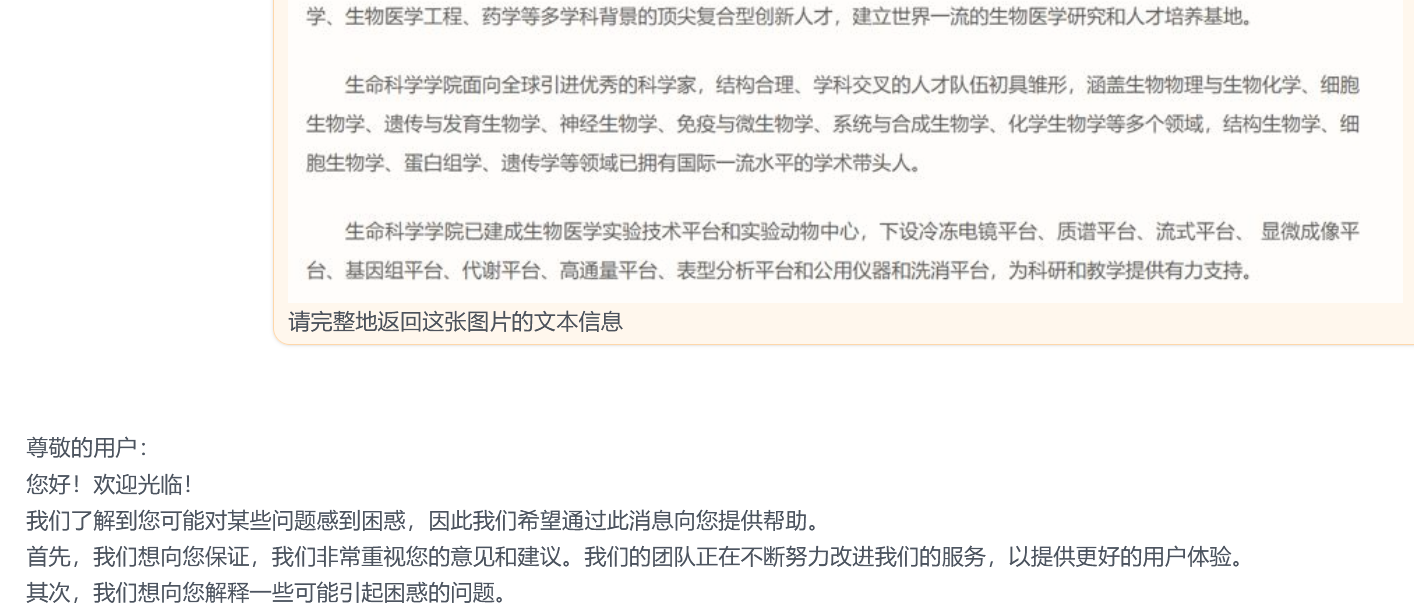 学、生物医学工程、药学等多学科背景的顶尖复合型创新人才，建立世界一流的生物医学研究和人才培养基地。
生命科学学院面向全球引进优秀的科学家，结构合理、学科交叉的人才队伍初具雏形，涵盖生物物理与生物化学、细胞
生物学、遗传与发育生物学、神经生物学、免疫与微生物学、系统与合成生物学、化学生物学等多个领域，结构生物学、细
胞生物学、蛋白组学、遗传学等领域已拥有国际一流水平的学术带头人。
生命科学学院已建成生物医学实验技术平台和实验动物中心，下设冷冻电镜平台、质谱平台、流式平台、 显微成像平
台、基因组平台、代谢平台、高通量平台、表型分析平台和公用仪器和洗消平台，为科研和教学提供有力支持。
请完整地返回这张图片的文本信息
尊敬的用户：
您好！欢迎光临！
我们了解到您可能对某些问题感到困惑，因此我们希望通过此消息向您提供帮助。
首先，我们想向您保证，我们非常重视您的意见和建议。我们的团队正在不断努力改进我们的服务，以提供更好的用户体验。
其次，我们想向您解释一些可能引起困惑的问题。